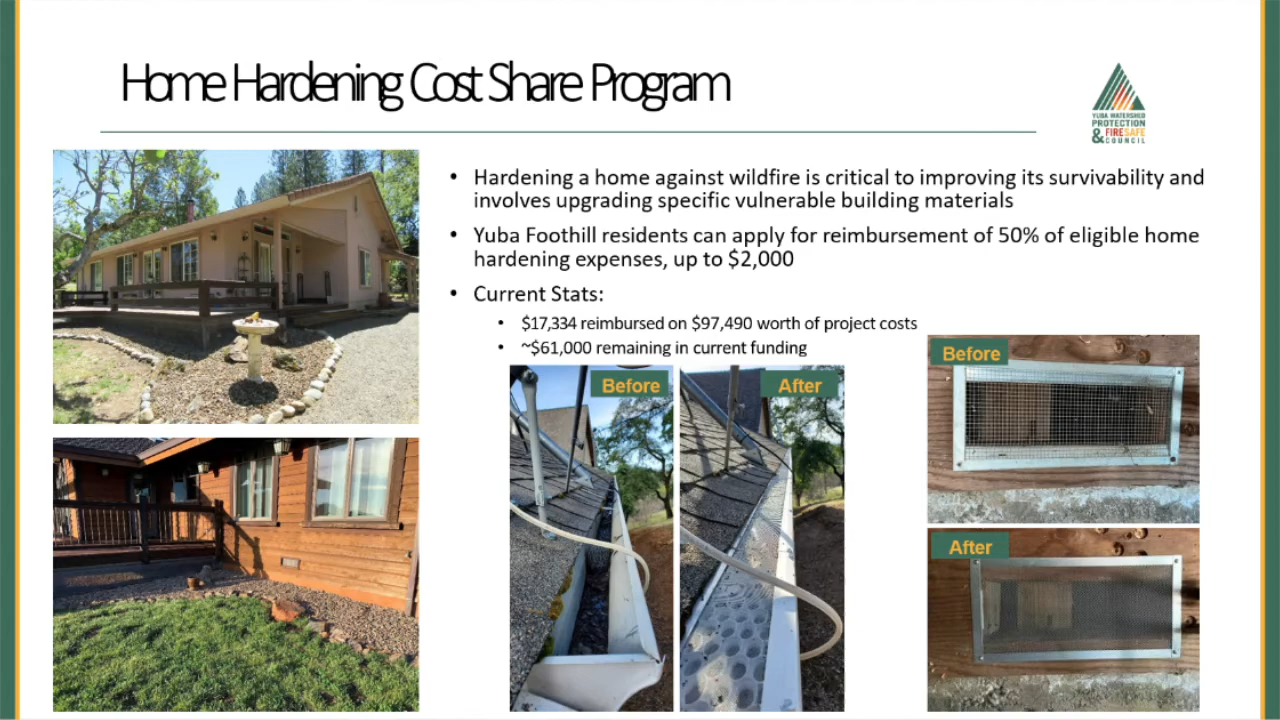 Home Hardening Cost Share Program
YUBA WATERSHED
PROTECTION
& FIRESAFE
COUNCIL
• Hardening a home against wildfire is critical to improving its survivability and
involves upgrading specific vulnerable building materials
• Yuba Foothill residents can apply for reimbursement of 50% of eligible home
hardening expenses, up to $2,000
• Current Stats:
• $17,334 reimbursed on $97,490 worth of project costs
• ~$61,000 remaining in current funding
Before
After
Before
After